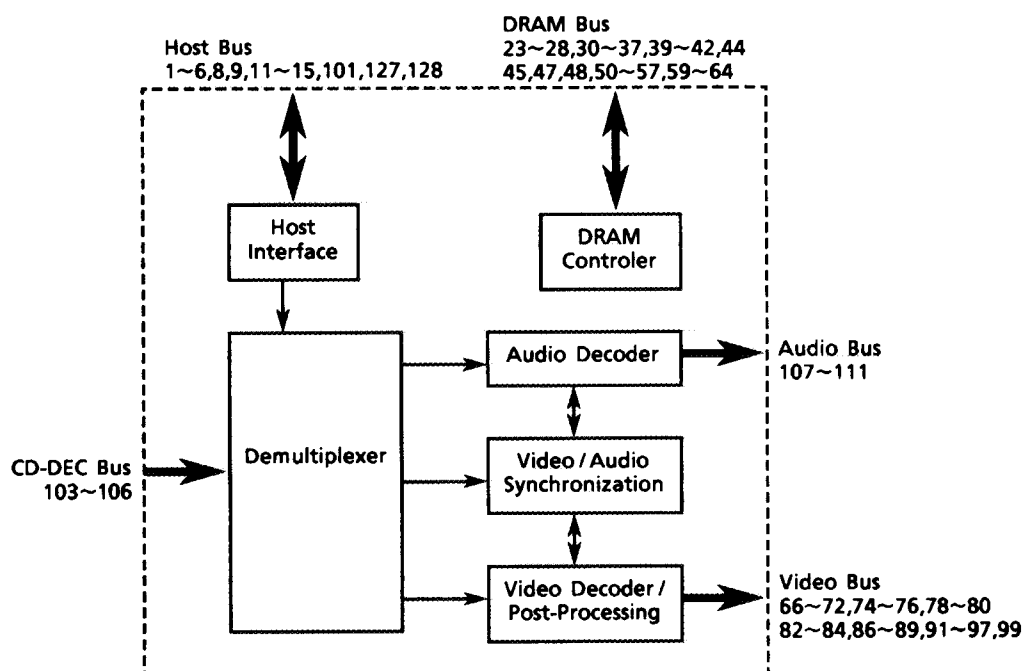 DRAM Bus
23~28,30~37,39~42,44
45,47,48,50~57,59~64
Host Bus
1~6,8,9,11~15,101,127,128
Host
Interface
DRAM
Controler
Audio Decoder
Audio Bus
107~111
Demultiplexer
CD-DEC Bus
103~106
Video / Audio
Synchronization
Video Decoder /
Post-Processing
Video Bus
66~72,74~76,78~80
82~84,86~89,91~97,99